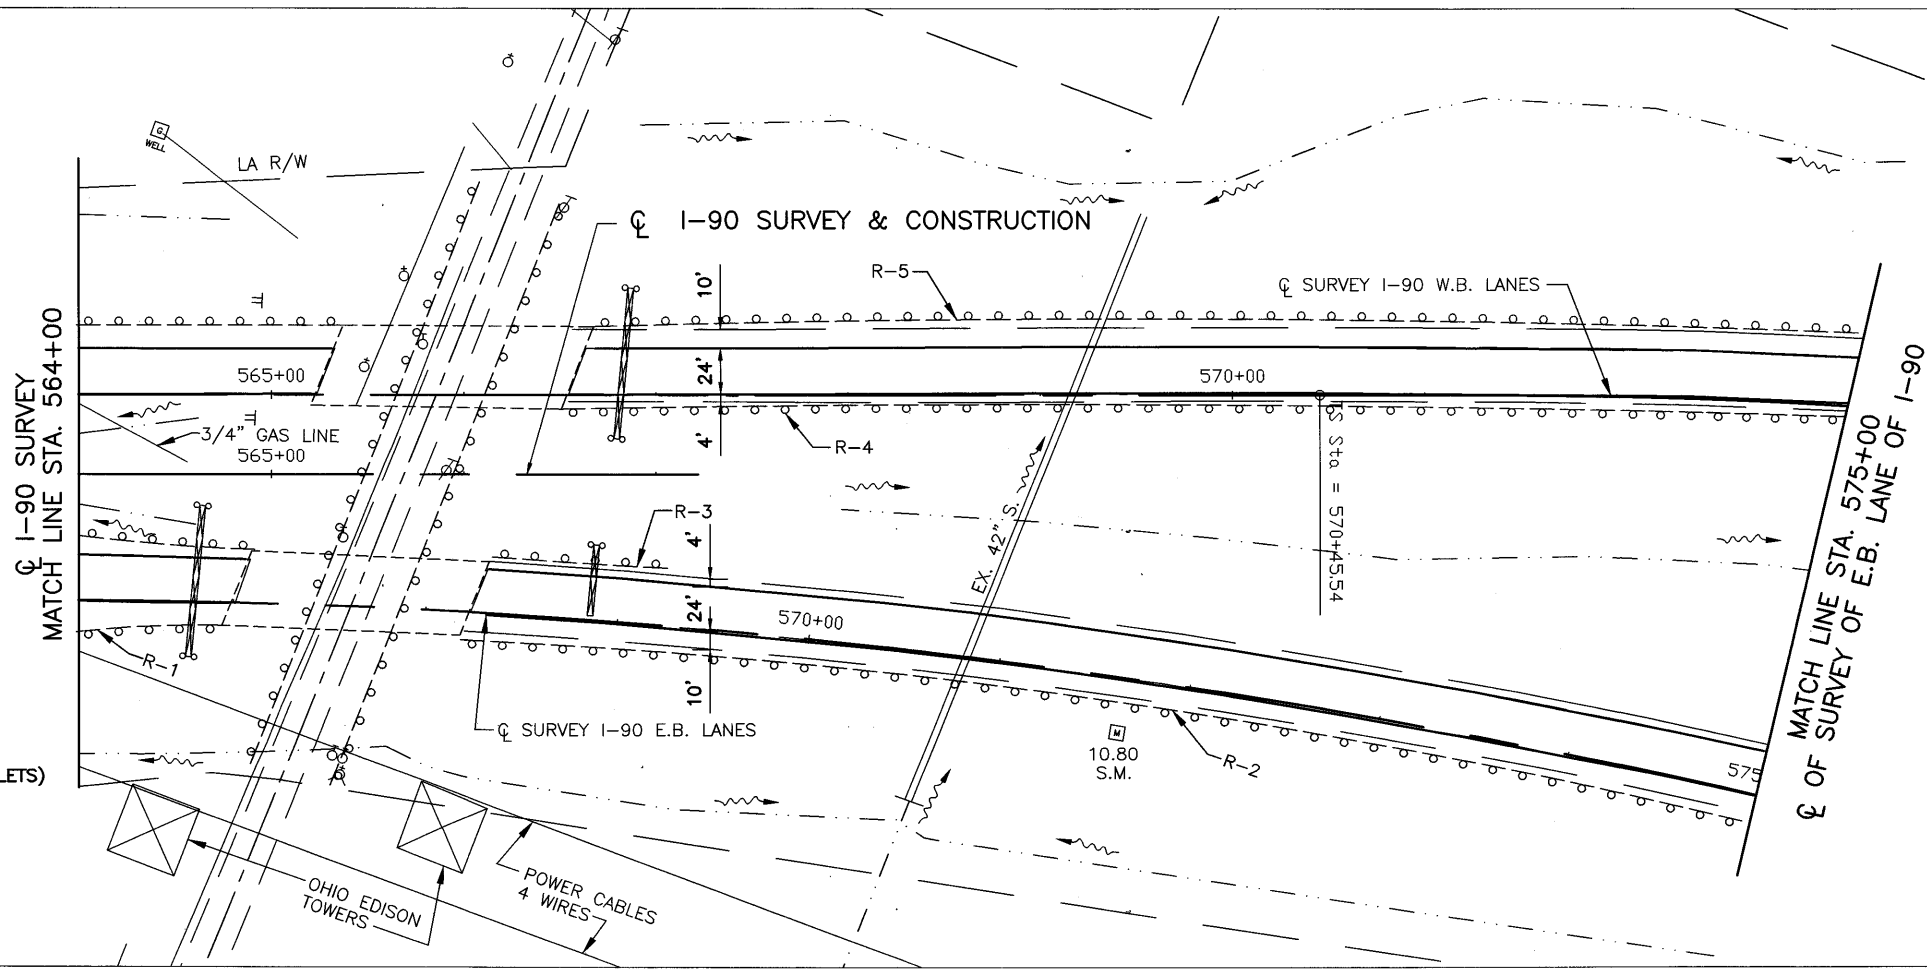 G
WELL
LA R/W
℄ I-90 SURVEY & CONSTRUCTION
R-5
10'
℄ SURVEY I-90 W.B. LANES
℄ I-90 SURVEY
MATCH LINE STA. 564+00
565+00
24'
570+00
3/4" GAS LINE
565+00
4'
R-4
TS Sta = 570+45.54
R-3
4'
EX. 42" S.
24'
570+00
R-1
10'
℄ SURVEY I-90 E.B. LANES
M
10.80
S.M.
R-2
575
MATCH LINE STA. 575+00
℄ OF SURVEY OF E.B. LANE OF I-90
LETS)
OHIO EDISON
TOWERS
POWER CABLES
4 WIRES